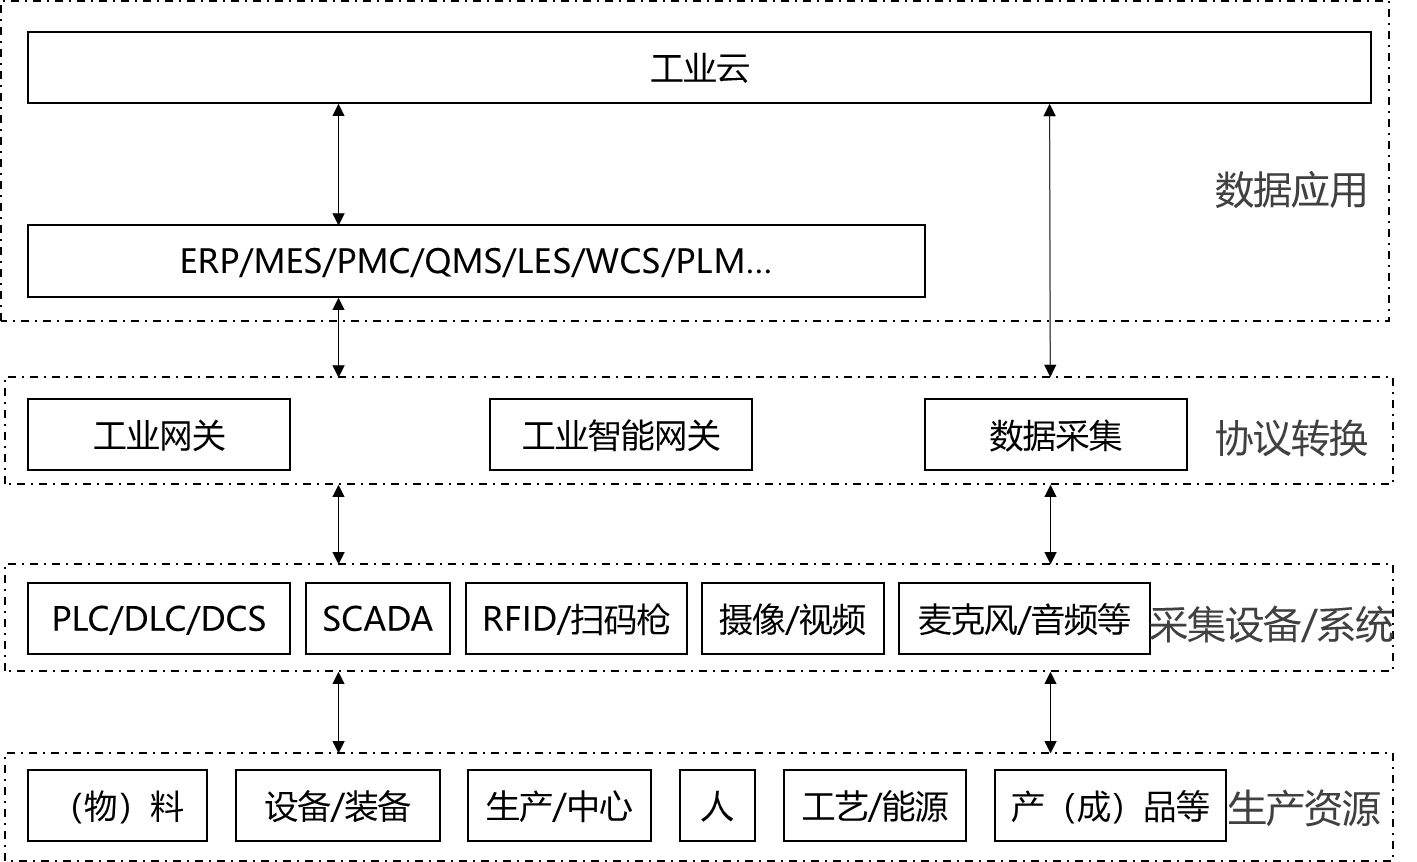 工业云
数据应用
ERP/MES/PMC/QMS/LES/WCS/PLM...
工业网关
工业智能网关
数据采集
协议转换
PLC/DLC/DCS
SCADA
RFID/扫码枪
摄像/视频
麦克风/音频等
采集设备/系统
（物）料
设备/装备
生产/中心
人
工艺/能源
产（成）品等
生产资源